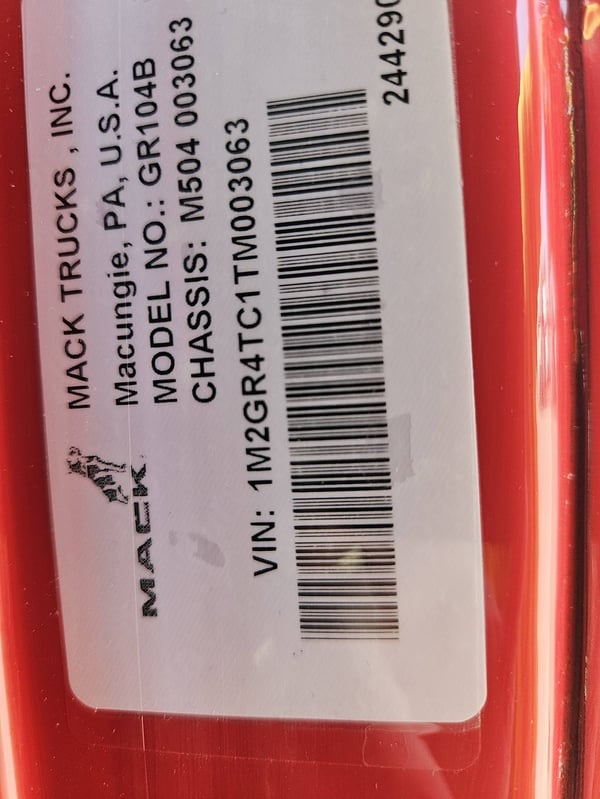 MACK
MACK TRUCKS , INC.
Macungie, PA, U.S.A.
MODEL NO.: GR104B
CHASSIS: M504 003063
VIN: 1M2GR4TC1TM003063